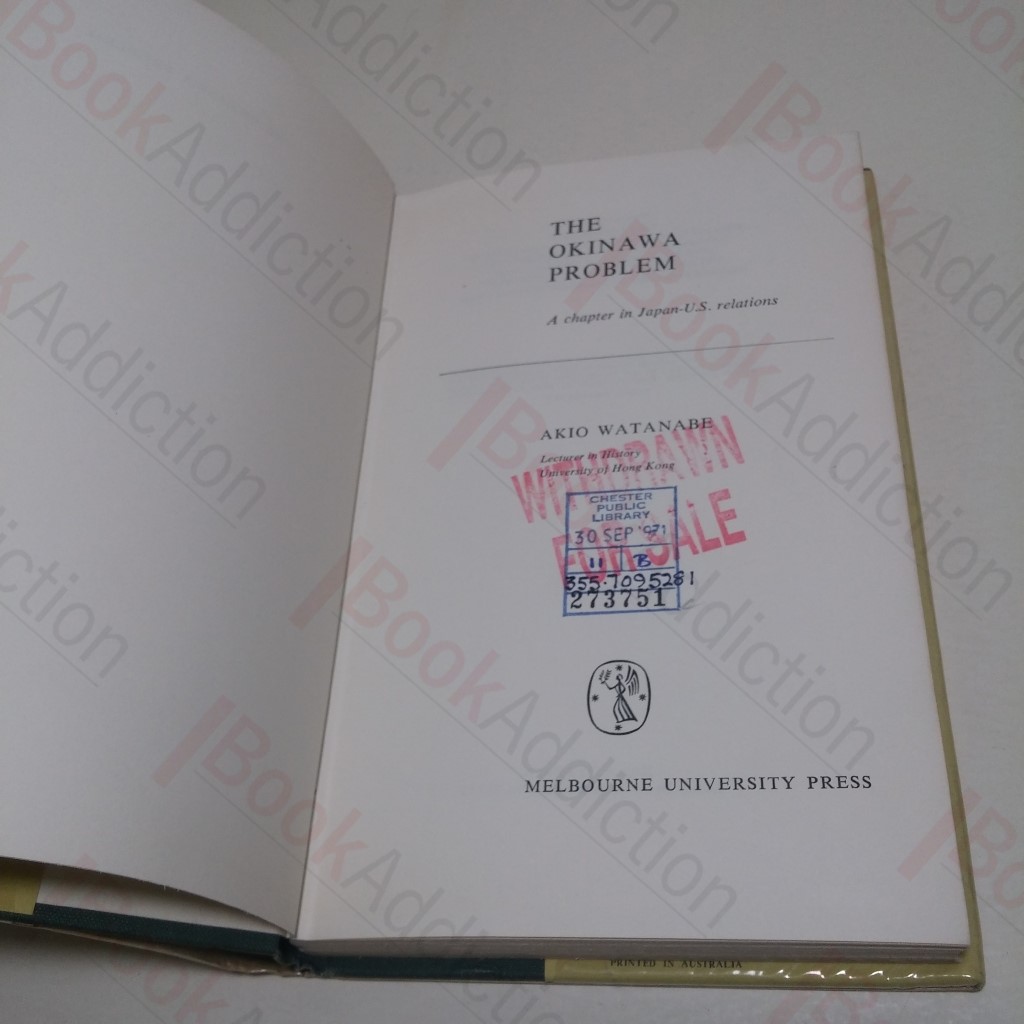 THE
OKINAWA
PROBLEM
A chapter in Japan-U.S. relations
AKIO WATANABE
Lecturer in History
University of Hong Kong
WITHDRAWN
FOR SALE
CHESTER
PUBLIC
LIBRARY
30 SEP 1971
11 B
355.7095281
273751
MELBOURNE UNIVERSITY PRESS
PRINTED IN AUSTRALIA
BookAddiction